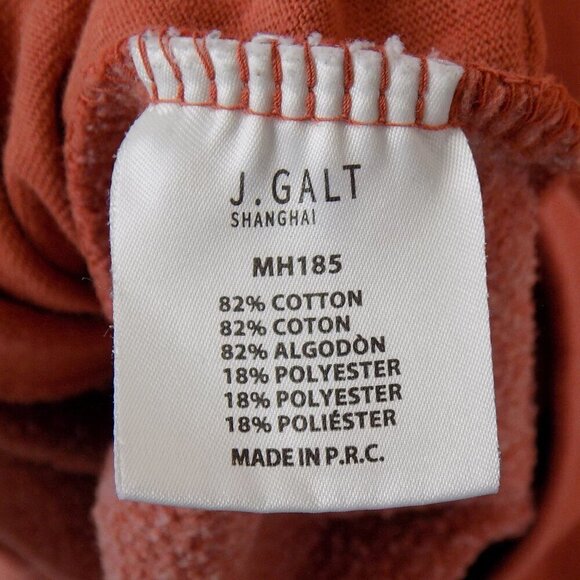 J.GALT
SHANGHAI
MH185
82% COTTON
82% COTON
82% ALGODÒN
18% POLYESTER
18% POLYESTER
18% POLIÉSTER
MADE IN P.R.C.